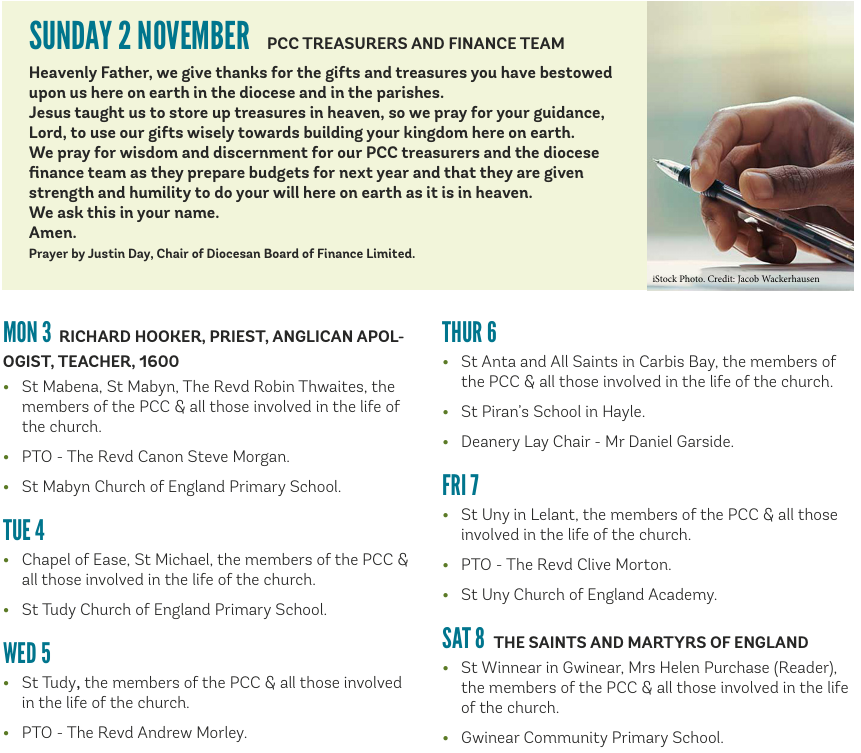 SUNDAY 2 NOVEMBER PCC TREASURERS AND FINANCE TEAM
Heavenly Father, we give thanks for the gifts and treasures you have bestowed
upon us here on earth in the diocese and in the parishes.
Jesus taught us to store up treasures in heaven, so we pray for your guidance,
Lord, to use our gifts wisely towards building your kingdom here on earth.
We pray for wisdom and discernment for our PCC treasurers and the diocese
finance team as they prepare budgets for next year and that they are given
strength and humility to do your will here on earth as it is in heaven.
We ask this in your name.
Amen.
Prayer by Justin Day, Chair of Diocesan Board of Finance Limited.
iStock Photo. Credit: Jacob Wackerhausen
MON 3 RICHARD HOOKER, PRIEST, ANGLICAN APOL-
OGIST, TEACHER, 1600
• St Mabena, St Mabyn, The Revd Robin Thwaites, the
members of the PCC & all those involved in the life of
the church.
• PTO - The Revd Canon Steve Morgan.
• St Mabyn Church of England Primary School.
TUE 4
• Chapel of Ease, St Michael, the members of the PCC &
all those involved in the life of the church.
• St Tudy Church of England Primary School.
WED 5
• St Tudy, the members of the PCC & all those involved
in the life of the church.
• PTO - The Revd Andrew Morley.
THUR 6
• St Anta and All Saints in Carbis Bay, the members of
the PCC & all those involved in the life of the church.
• St Piran's School in Hayle.
• Deanery Lay Chair - Mr Daniel Garside.
FRI 7
• St Uny in Lelant, the members of the PCC & all those
involved in the life of the church.
• PTO - The Revd Clive Morton.
• St Uny Church of England Academy.
SAT 8 THE SAINTS AND MARTYRS OF ENGLAND
• St Winnear in Gwinear, Mrs Helen Purchase (Reader),
the members of the PCC & all those involved in the life
of the church.
• Gwinear Community Primary School.